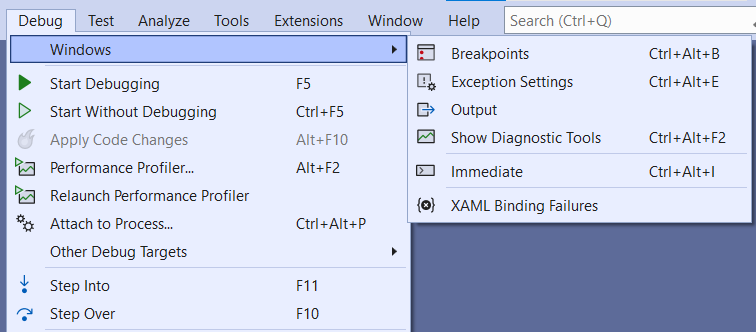 Debug Test Analyze Tools Extensions Window Help Search (Ctrl+Q)
Windows
Start Debugging F5
Start Without Debugging Ctrl+F5
Apply Code Changes Alt+F10
Performance Profiler... Alt+F2
Relaunch Performance Profiler
Attach to Process... Ctrl+Alt+P
Other Debug Targets
Step Into F11
Step Over F10
Breakpoints Ctrl+Alt+B
Exception Settings Ctrl+Alt+E
Output
Show Diagnostic Tools Ctrl+Alt+F2
Immediate Ctrl+Alt+I
XAML Binding Failures